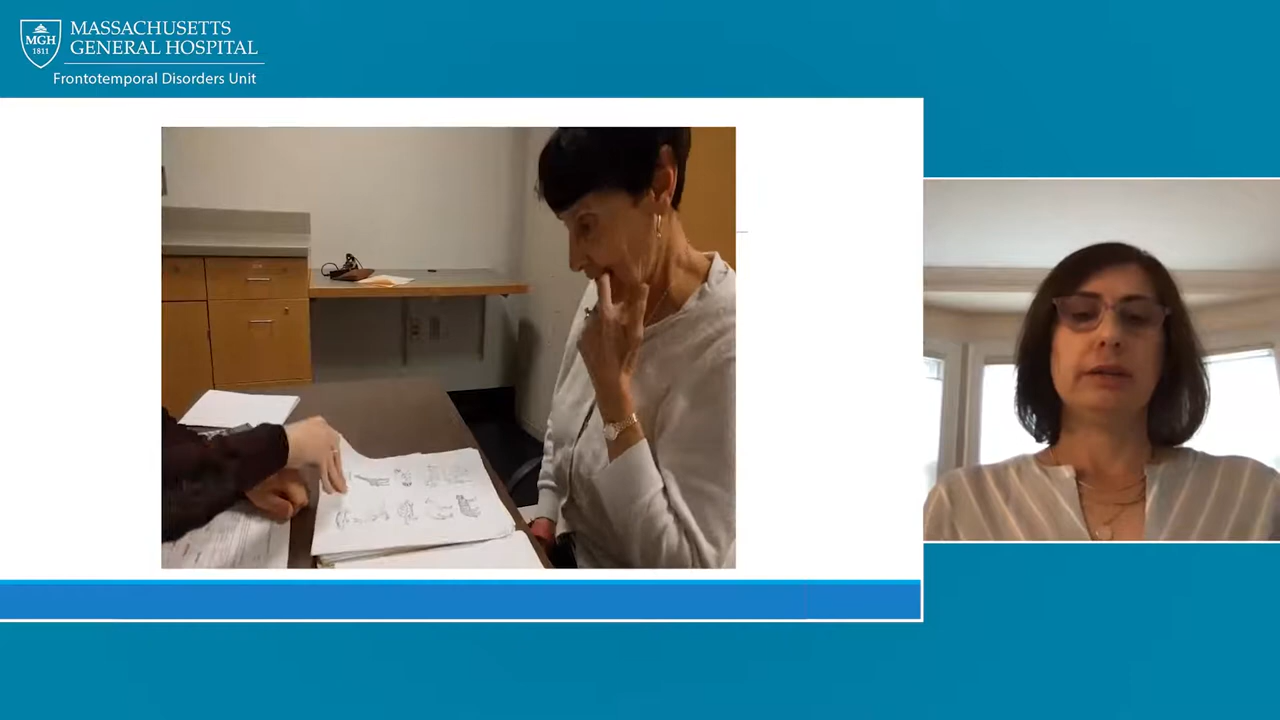 MASSACHUSETTS
GENERAL HOSPITAL
MGH
1811
Frontotemporal Disorders Unit